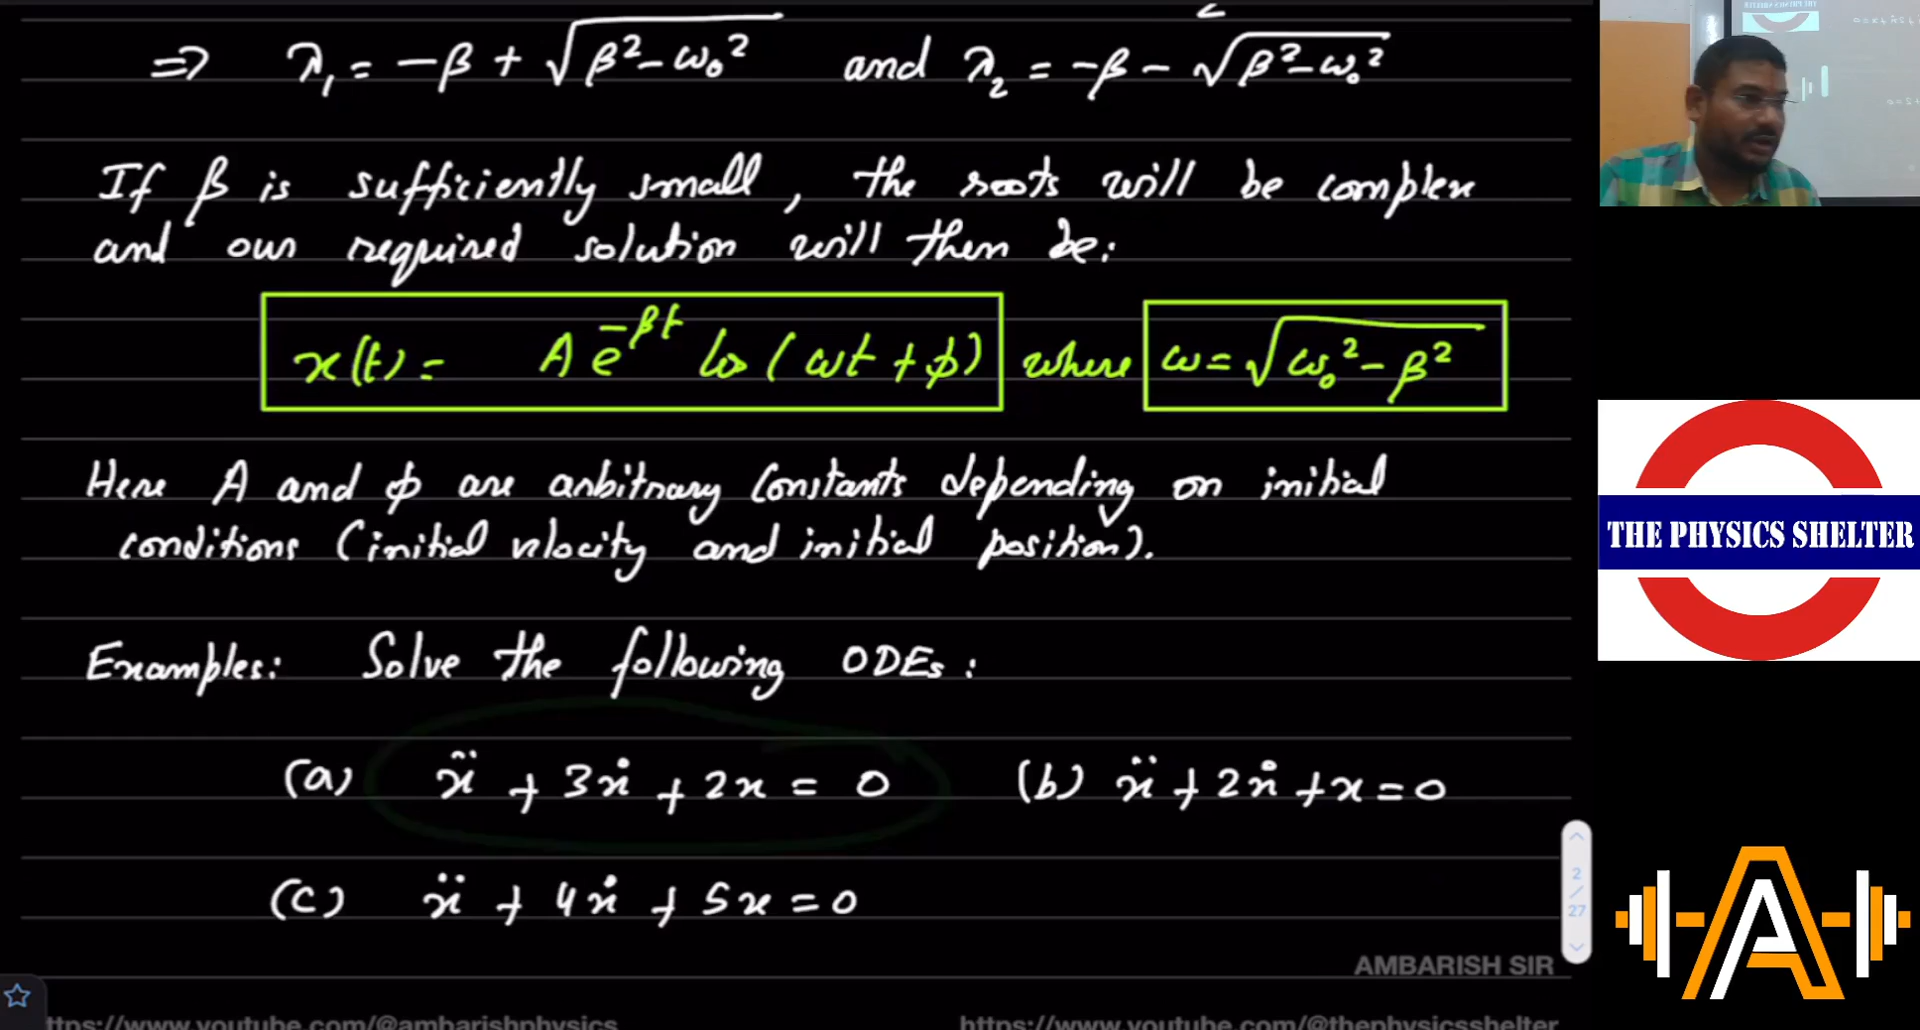 ⇒ λ₁ = -β + √β² - ω₀² and λ₂ = -β - √β² - ω₀²
If β is sufficiently small, the roots will be complex
and our required solution will then be:
x(t) = A e^{-βt} Cos (ωt + φ) where ω = √ω₀² - β²
Here A and φ are arbitrary constants depending on initial
conditions (initial velocity and initial position).
Examples: Solve the following ODEs :
(a) ẍ + 3ẋ + 2x = 0 (b) ẍ + 2ẋ + x = 0
(c) ẍ + 4ẋ + 5x = 0
THE PHYSICS SHELTER
2
/
27
AMBARISH SIR
ttps://www.youtube.com/@ambarishphysics https://www.youtube.com/@thephysicsshelter